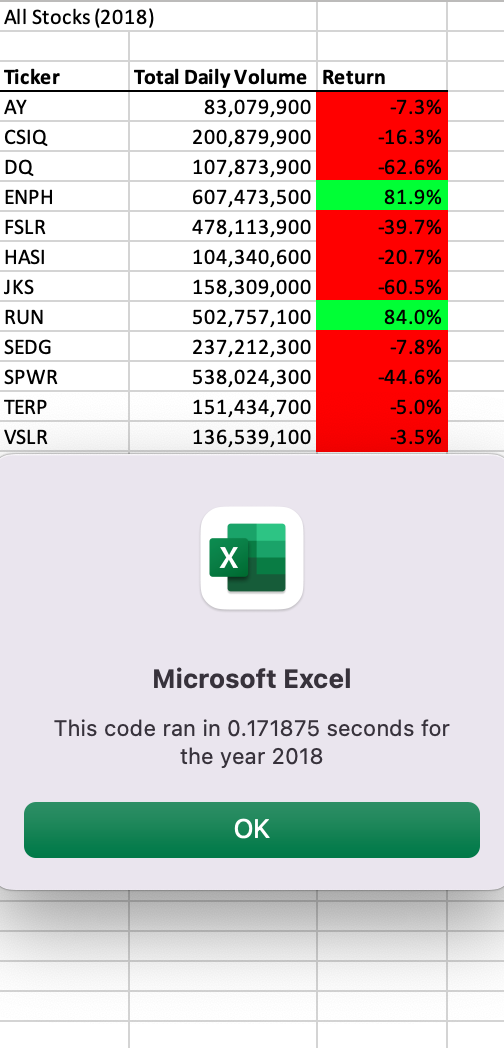 All Stocks (2018)
Ticker Total Daily Volume Return
AY 83,079,900 -7.3%
CSIQ 200,879,900 -16.3%
DQ 107,873,900 -62.6%
ENPH 607,473,500 81.9%
FSLR 478,113,900 -39.7%
HASI 104,340,600 -20.7%
JKS 158,309,000 -60.5%
RUN 502,757,100 84.0%
SEDG 237,212,300 -7.8%
SPWR 538,024,300 -44.6%
TERP 151,434,700 -5.0%
VSLR 136,539,100 -3.5%
X
Microsoft Excel
This code ran in 0.171875 seconds for
the year 2018
OK